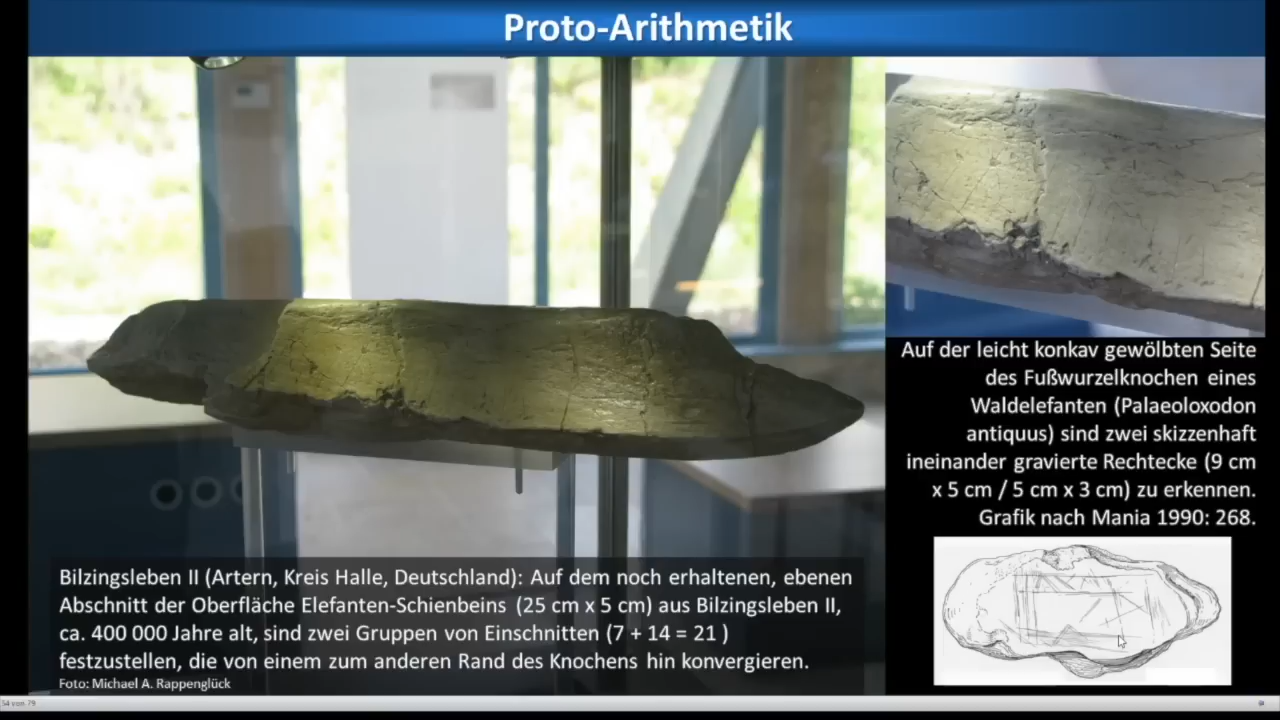 Proto-Arithmetik
Auf der leicht konkav gewölbten Seite
des Fußwurzelknochen eines
Waldelefanten (Palaeoloxodon
antiquus) sind zwei skizzenhaft
ineinander gravierte Rechtecke (9 cm
x 5 cm / 5 cm x 3 cm) zu erkennen.
Grafik nach Mania 1990: 268.
Bilzingsleben II (Artern, Kreis Halle, Deutschland): Auf dem noch erhaltenen, ebenen
Abschnitt der Oberfläche Elefanten-Schienbeins (25 cm x 5 cm) aus Bilzingsleben II,
ca. 400 000 Jahre alt, sind zwei Gruppen von Einschnitten (7 + 14 = 21 )
festzustellen, die von einem zum anderen Rand des Knochens hin konvergieren.
Foto: Michael A. Rappenglück
54 von 79